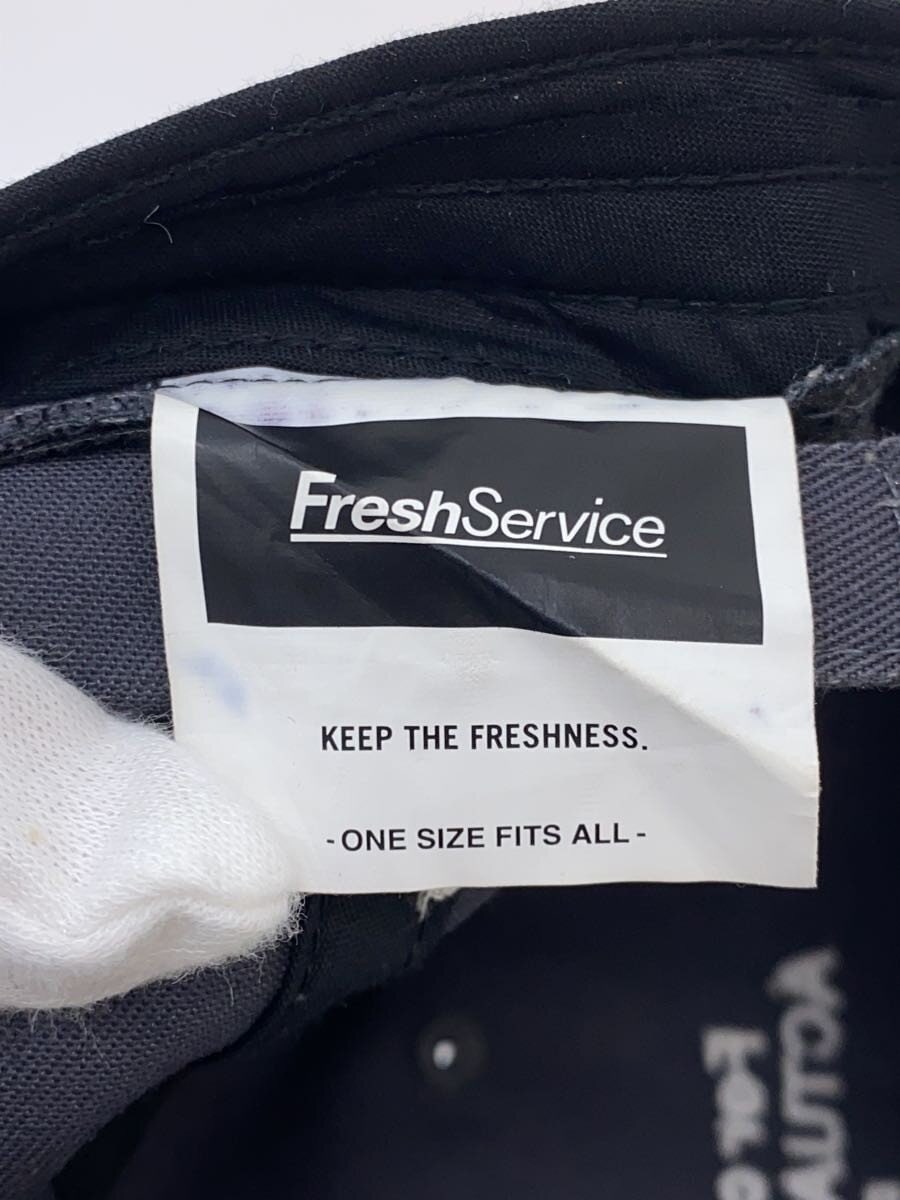 FreshService
KEEP THE FRESHNESS.
- ONE SIZE FITS ALL -